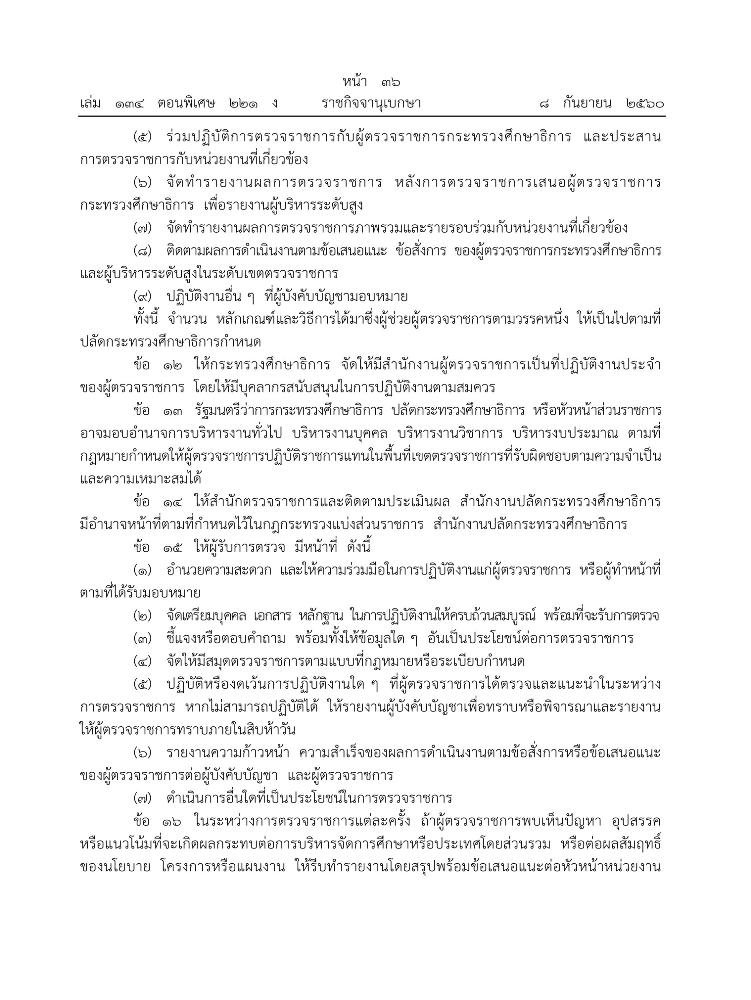 หน้า ๓๖
เล่ม ๑๓๔ ตอนพิเศษ ๒๒๑ ง ราชกิจจานุเบกษา ๘ กันยายน ๒๕๖๐
(๕) ร่วมปฏิบัติการตรวจราชการกับผู้ตรวจราชการกระทรวงศึกษาธิการ และประสาน
การตรวจราชการกับหน่วยงานที่เกี่ยวข้อง
(๖) จัดทำรายงานผลการตรวจราชการ หลังการตรวจราชการเสนอผู้ตรวจราชการ
กระทรวงศึกษาธิการ เพื่อรายงานผู้บริหารระดับสูง
(๗) จัดทำรายงานผลการตรวจราชการภาพรวมและรายรอบร่วมกับหน่วยงานที่เกี่ยวข้อง
(๘) ติดตามผลการดำเนินงานตามข้อเสนอแนะ ข้อสั่งการ ของผู้ตรวจราชการกระทรวงศึกษาธิการ
และผู้บริหารระดับสูงในระดับเขตตรวจราชการ
(๙) ปฏิบัติงานอื่น ๆ ที่ผู้บังคับบัญชามอบหมาย
ทั้งนี้ จำนวน หลักเกณฑ์และวิธีการได้มาซึ่งผู้ช่วยผู้ตรวจราชการตามวรรคหนึ่ง ให้เป็นไปตามที่
ปลัดกระทรวงศึกษาธิการกำหนด
ข้อ ๑๒ ให้กระทรวงศึกษาธิการ จัดให้มีสำนักงานผู้ตรวจราชการเป็นที่ปฏิบัติงานประจำ
ของผู้ตรวจราชการ โดยให้มีบุคลากรสนับสนุนในการปฏิบัติงานตามสมควร
ข้อ ๑๓ รัฐมนตรีว่าการกระทรวงศึกษาธิการ ปลัดกระทรวงศึกษาธิการ หรือหัวหน้าส่วนราชการ
อาจมอบอำนาจการบริหารงานทั่วไป บริหารงานบุคคล บริหารงานวิชาการ บริหารงบประมาณ ตามที่
กฎหมายกำหนดให้ผู้ตรวจราชการปฏิบัติราชการแทนในพื้นที่เขตตรวจราชการที่รับผิดชอบตามความจำเป็น
และความเหมาะสมได้
ข้อ ๑๔ ให้สำนักตรวจราชการและติดตามประเมินผล สำนักงานปลัดกระทรวงศึกษาธิการ
มีอำนาจหน้าที่ตามที่กำหนดไว้ในกฎกระทรวงแบ่งส่วนราชการ สำนักงานปลัดกระทรวงศึกษาธิการ
ข้อ ๑๕ ให้ผู้รับการตรวจ มีหน้าที่ ดังนี้
(๑) อำนวยความสะดวก และให้ความร่วมมือในการปฏิบัติงานแก่ผู้ตรวจราชการ หรือผู้ทำหน้าที่
ตามที่ได้รับมอบหมาย
(๒) จัดเตรียมบุคคล เอกสาร หลักฐาน ในการปฏิบัติงานให้ครบถ้วนสมบูรณ์ พร้อมที่จะรับการตรวจ
(๓) ชี้แจงหรือตอบคำถาม พร้อมทั้งให้ข้อมูลใด ๆ อันเป็นประโยชน์ต่อการตรวจราชการ
(๔) จัดให้มีสมุดตรวจราชการตามแบบที่กฎหมายหรือระเบียบกำหนด
(๕) ปฏิบัติหรืองดเว้นการปฏิบัติงานใด ๆ ที่ผู้ตรวจราชการได้ตรวจและแนะนำในระหว่าง
การตรวจราชการ หากไม่สามารถปฏิบัติได้ ให้รายงานผู้บังคับบัญชาเพื่อทราบหรือพิจารณาและรายงาน
ให้ผู้ตรวจราชการทราบภายในสิบห้าวัน
(๖) รายงานความก้าวหน้า ความสำเร็จของผลการดำเนินงานตามข้อสั่งการหรือข้อเสนอแนะ
ของผู้ตรวจราชการต่อผู้บังคับบัญชา และผู้ตรวจราชการ
(๗) ดำเนินการอื่นใดที่เป็นประโยชน์ในการตรวจราชการ
ข้อ ๑๖ ในระหว่างการตรวจราชการแต่ละครั้ง ถ้าผู้ตรวจราชการพบเห็นปัญหา อุปสรรค
หรือแนวโน้มที่จะเกิดผลกระทบต่อการบริหารจัดการศึกษาหรือประเทศโดยส่วนรวม หรือต่อผลสัมฤทธิ์
ของนโยบาย โครงการหรือแผนงาน ให้รีบทำรายงานโดยสรุปพร้อมข้อเสนอแนะต่อหัวหน้าหน่วยงาน